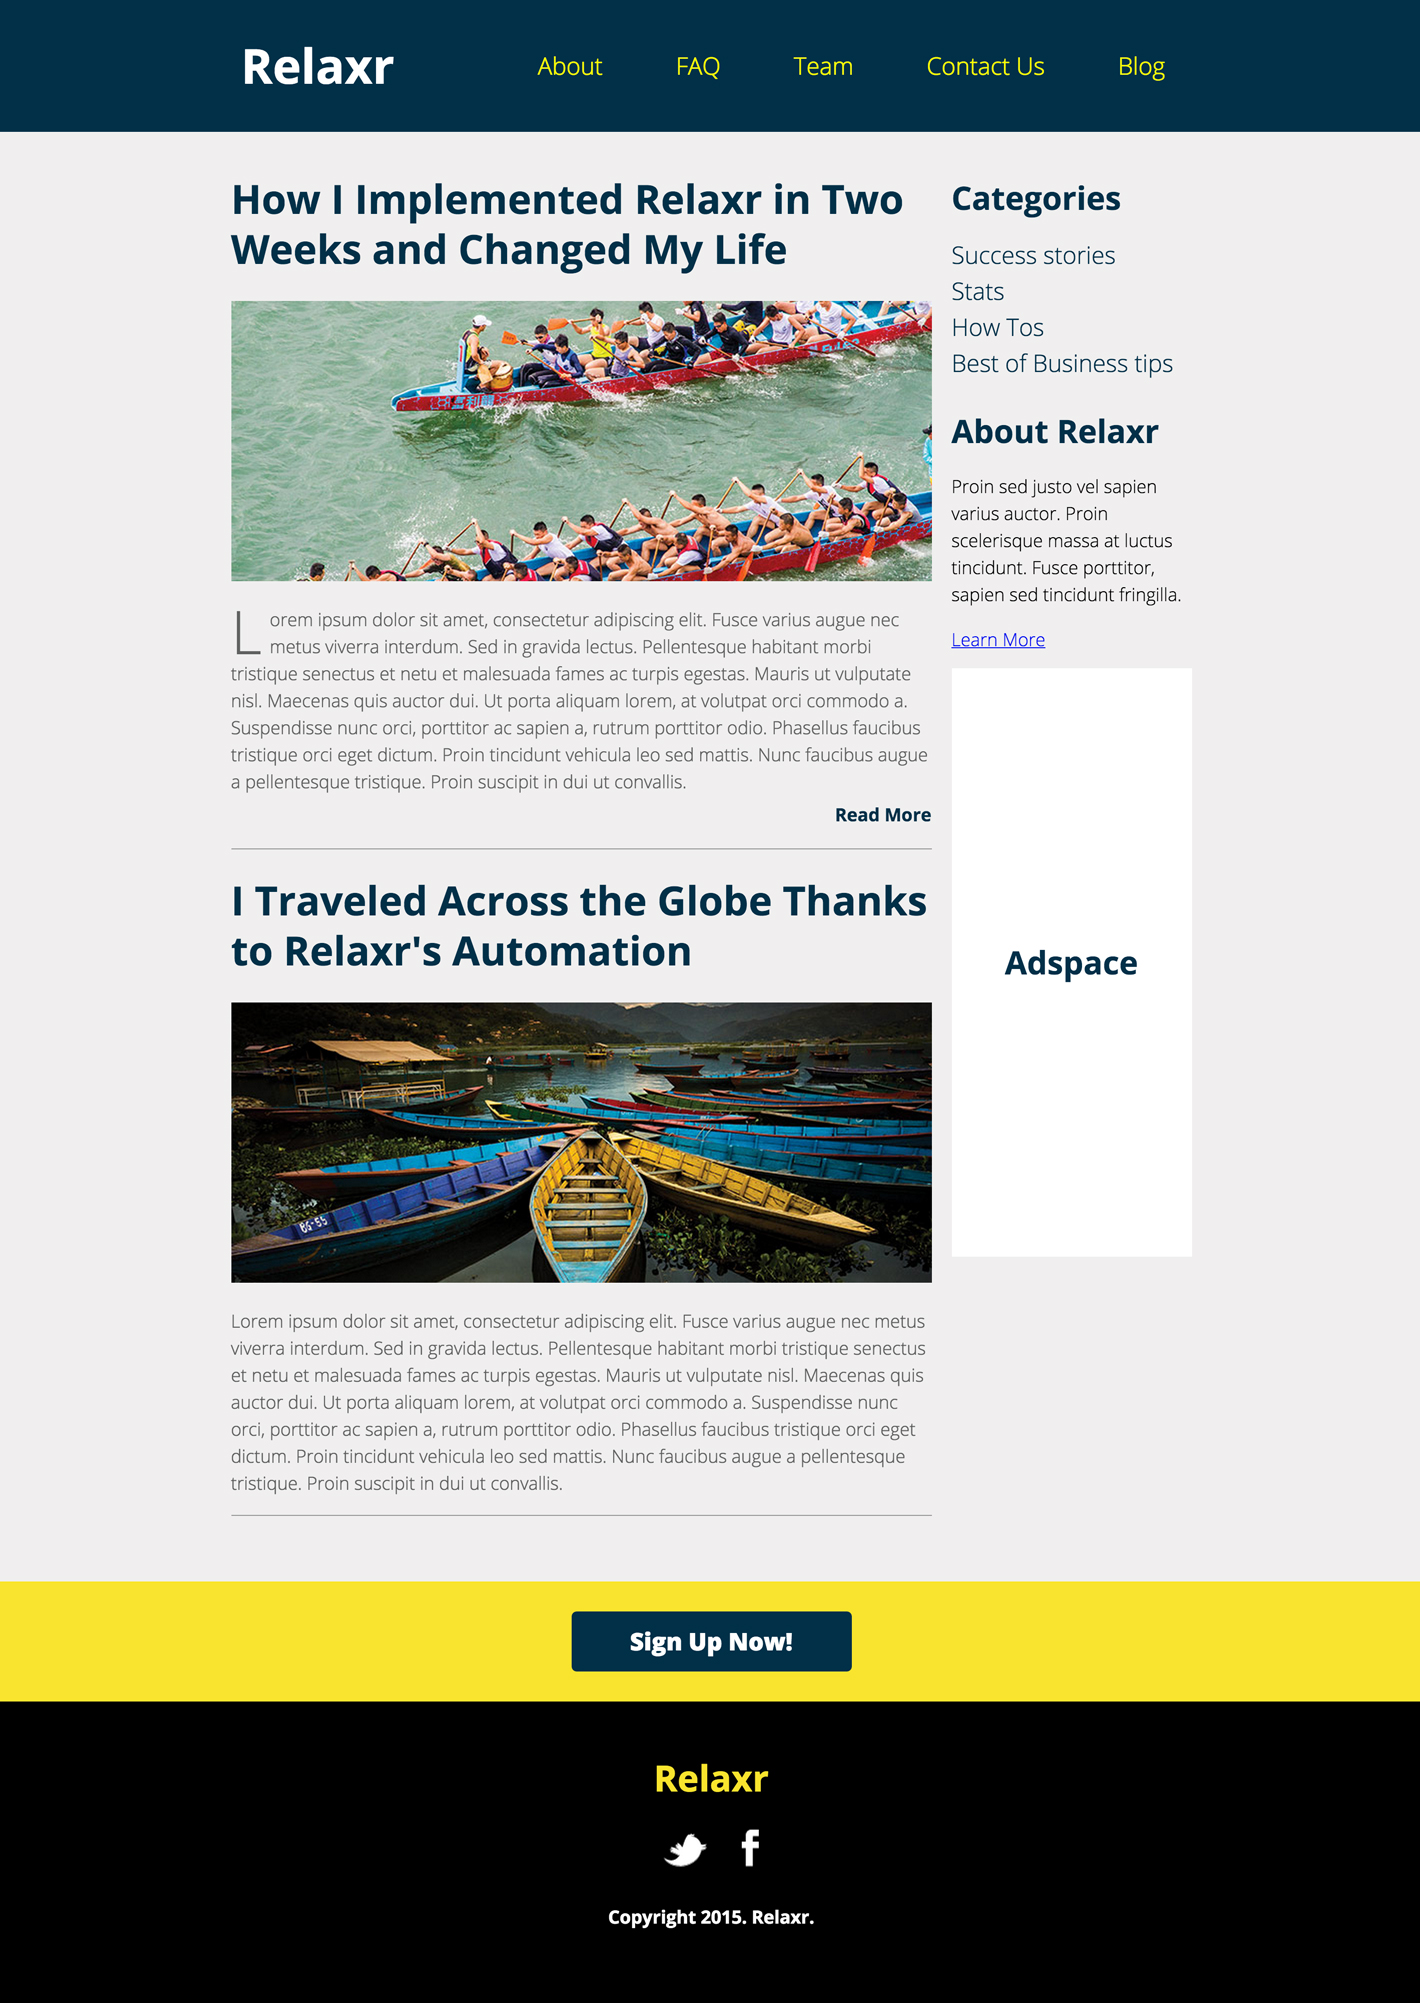 Relaxr
About
FAQ
Team
Contact Us
Blog
How I Implemented Relaxr in Two
Weeks and Changed My Life
Lorem ipsum dolor sit amet, consectetur adipiscing elit. Fusce varius augue nec
metus viverra interdum. Sed in gravida lectus. Pellentesque habitant morbi
tristique senectus et netu et malesuada fames ac turpis egestas. Mauris ut vulputate
nisl. Maecenas quis auctor dui. Ut porta aliquam lorem, at volutpat orci commodo a.
Suspendisse nunc orci, porttitor ac sapien a, rutrum porttitor odio. Phasellus faucibus
tristique orci eget dictum. Proin tincidunt vehicula leo sed mattis. Nunc faucibus augue
a pellentesque tristique. Proin suscipit in dui ut convallis.
Read More
I Traveled Across the Globe Thanks
to Relaxr's Automation
Lorem ipsum dolor sit amet, consectetur adipiscing elit. Fusce varius augue nec metus
viverra interdum. Sed in gravida lectus. Pellentesque habitant morbi tristique senectus
et netu et malesuada fames ac turpis egestas. Mauris ut vulputate nisl. Maecenas quis
auctor dui. Ut porta aliquam lorem, at volutpat orci commodo a. Suspendisse nunc
orci, porttitor ac sapien a, rutrum porttitor odio. Phasellus faucibus tristique orci eget
dictum. Proin tincidunt vehicula leo sed mattis. Nunc faucibus augue a pellentesque
tristique. Proin suscipit in dui ut convallis.
Categories
Success stories
Stats
How Tos
Best of Business tips
About Relaxr
Proin sed justo vel sapien
varius auctor. Proin
scelerisque massa at luctus
tincidunt. Fusce porttitor,
sapien sed tincidunt fringilla.
Learn More
Adspace
Sign Up Now!
Relaxr
Copyright 2015. Relaxr.